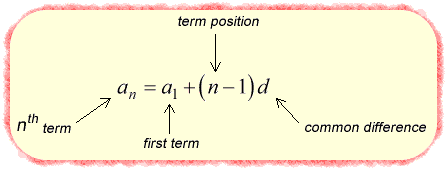 term position
aₙ = a₁ + (n − 1) d
nᵗʰ term
first term
common difference